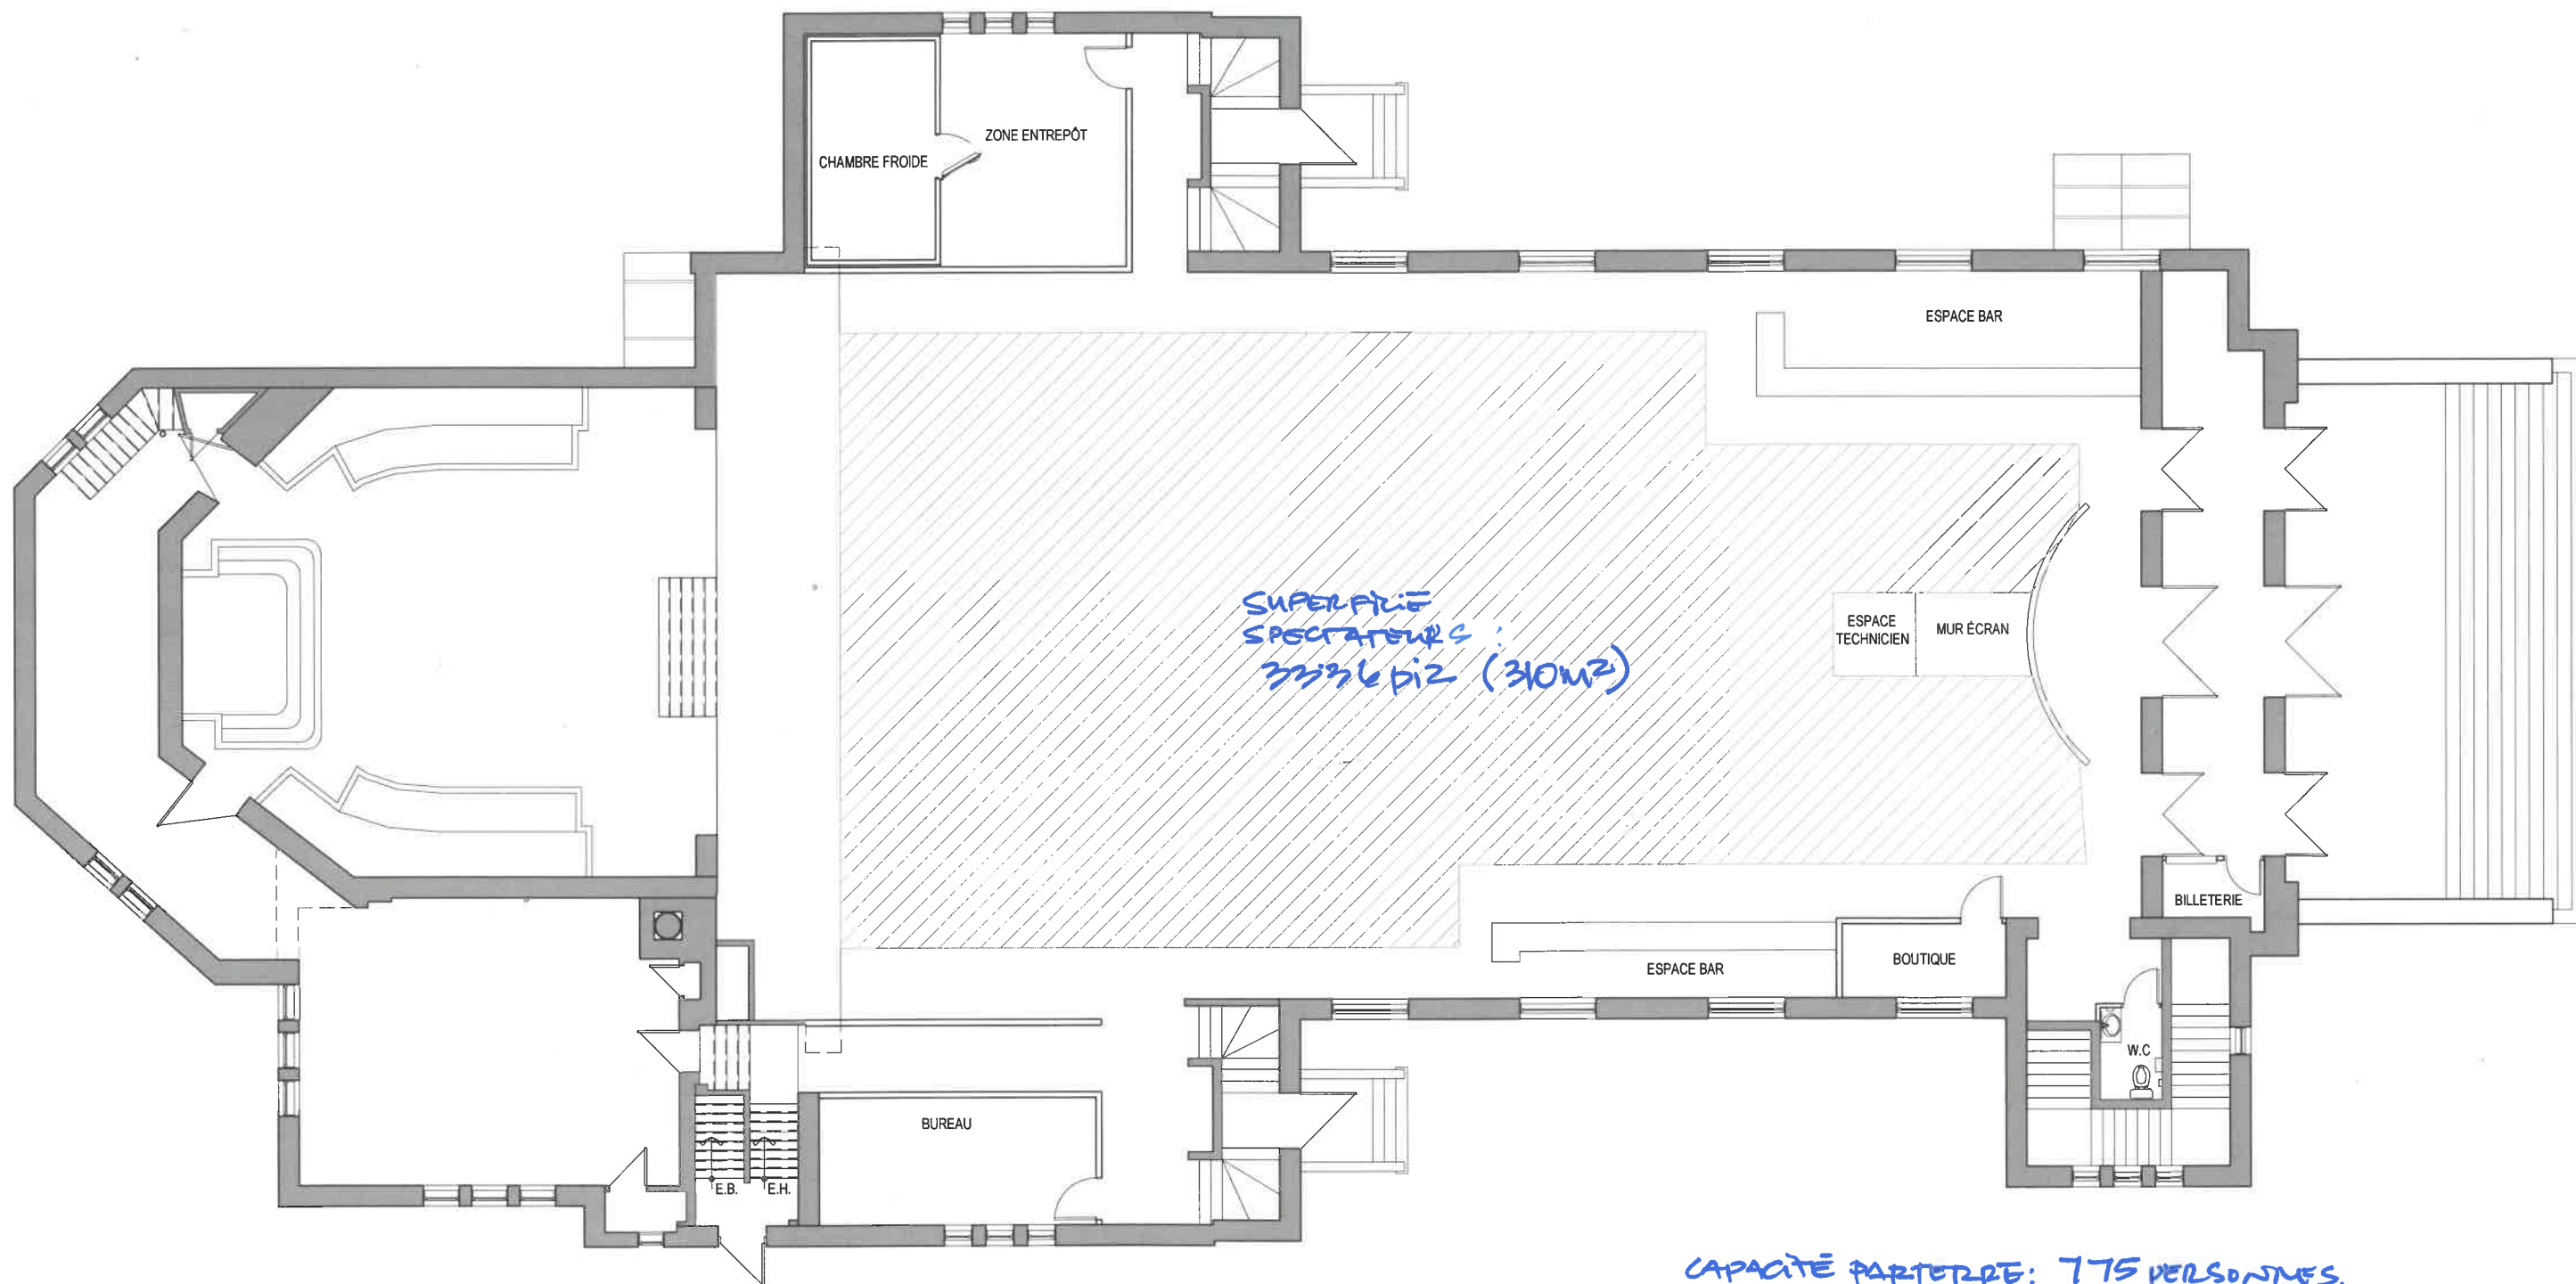 ZONE ENTREPÔT
CHAMBRE FROIDE
ESPACE BAR
SUPERFICIE
SPECTATEURS :
3336 pi2 (310m2)
ESPACE
TECHNICIEN
MUR ÉCRAN
BILLETERIE
BOUTIQUE
ESPACE BAR
W.C
BUREAU
E.B.
E.H.
CAPACITÉ PARTERRE: 775 PERSONNES.